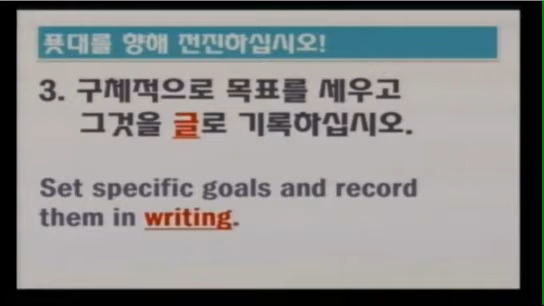 푯대를 향해 전진하십시오!
3. 구체적으로 목표를 세우고
그것을 글로 기록하십시오.
Set specific goals and record
them in writing.